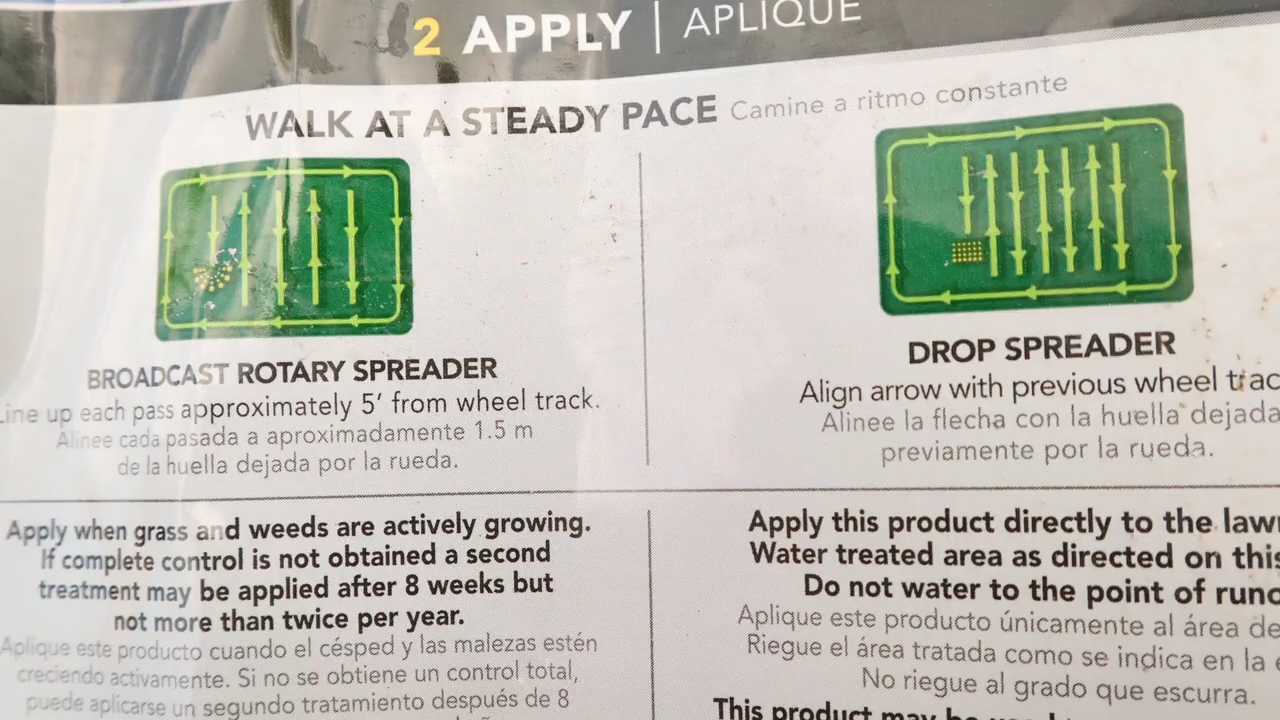 2 APPLY | APLIQUE
WALK AT A STEADY PACE Camine a ritmo constante
BROADCAST ROTARY SPREADER
Line up each pass approximately 5' from wheel track.
Alinee cada pasada a aproximadamente 1.5 m
de la huella dejada por la rueda.
DROP SPREADER
Align arrow with previous wheel trac
Alinee la flecha con la huella dejada
previamente por la rueda.
Apply when grass and weeds are actively growing.
If complete control is not obtained a second
treatment may be applied after 8 weeks but
not more than twice per year.
Aplique este producto cuando el césped y las malezas estén
creciendo activamente. Si no se obtiene un control total,
puede aplicarse un segundo tratamiento después de 8
Apply this product directly to the law
Water treated area as directed on this
Do not water to the point of runo
Aplique este producto únicamente al área de
Riegue el área tratada como se indica en la e
No riegue al grado que escurra.
This product may be